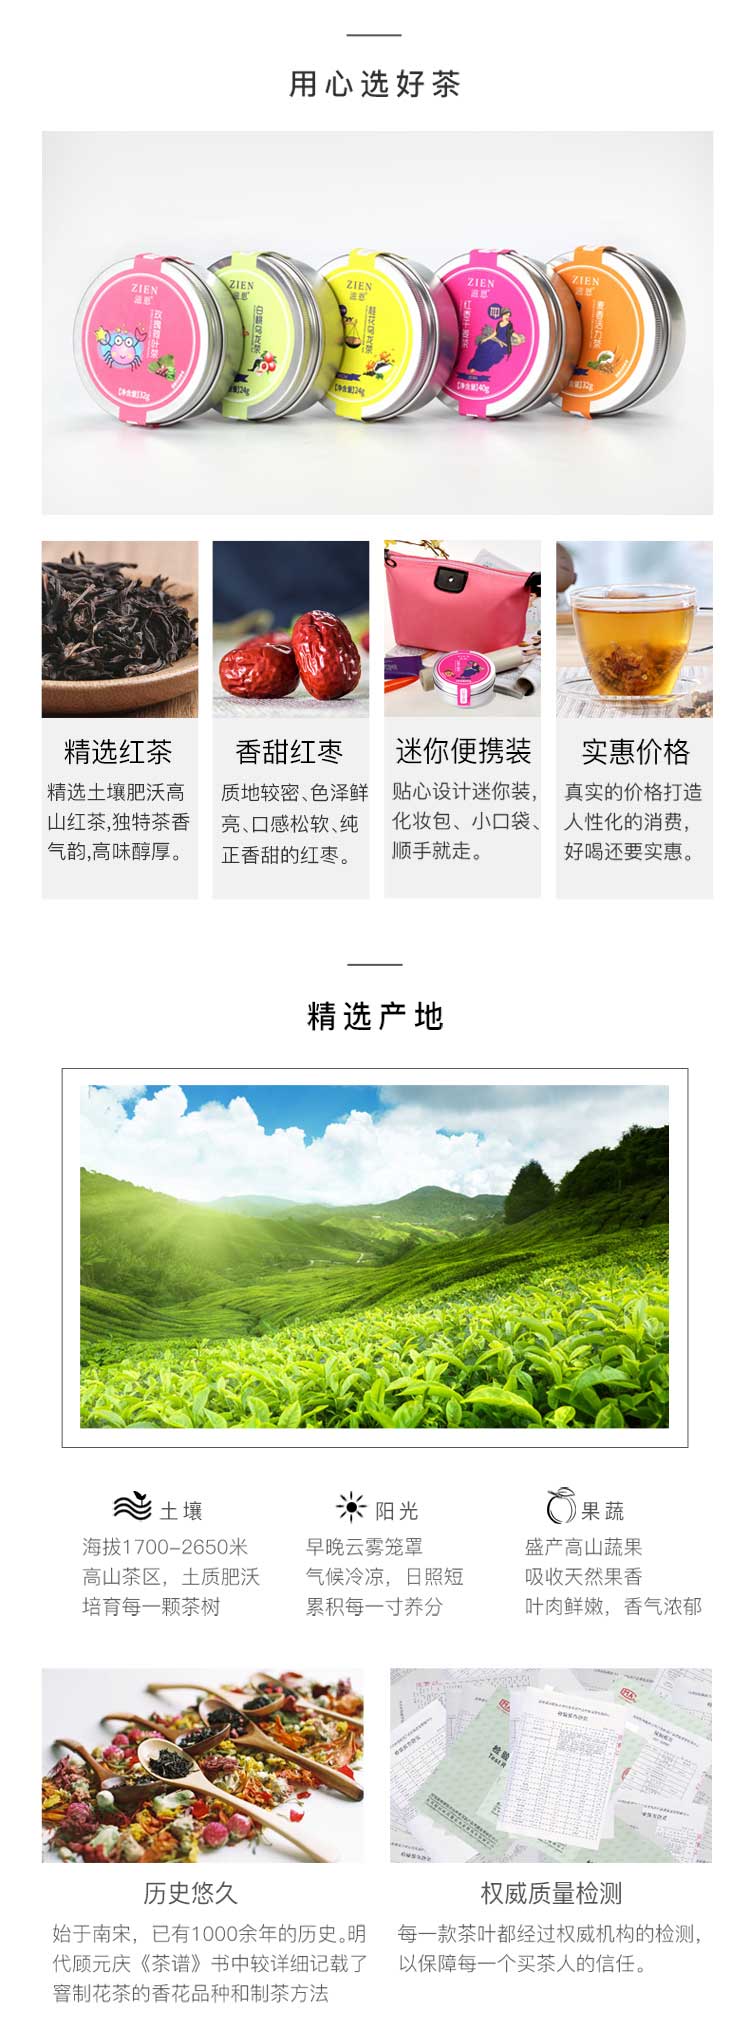 用心选好茶
ZIEN
滋恩
玫瑰荷叶茶
【净含量】32g
ZIEN
滋恩
白桃乌龙茶
24g
ZIEN
滋恩
桂花乌龙茶
【净含量】24g
ZIEN
滋恩
红枣干姜茶
【净含量】40g
ZIEN
滋恩
麦香活力茶
【净含量】32g
精选红茶
精选土壤肥沃高
山红茶,独特茶香
气韵,高味醇厚。
香甜红枣
质地较密、色泽鲜
亮、口感松软、纯
正香甜的红枣。
迷你便携装
贴心设计迷你装,
化妆包、小口袋、
顺手就走。
实惠价格
真实的价格打造
人性化的消费,
好喝还要实惠。
精选产地
土壤
海拔1700-2650米
高山茶区，土质肥沃
培育每一颗茶树
阳光
早晚云雾笼罩
气候冷凉，日照短
累积每一寸养分
果蔬
盛产高山蔬果
吸收天然果香
叶肉鲜嫩，香气浓郁
历史悠久
始于南宋，已有1000余年的历史。明
代顾元庆《茶谱》书中较详细记载了
窨制花茶的香花品种和制茶方法
权威质量检测
每一款茶叶都经过权威机构的检测，
以保障每一个买茶人的信任。